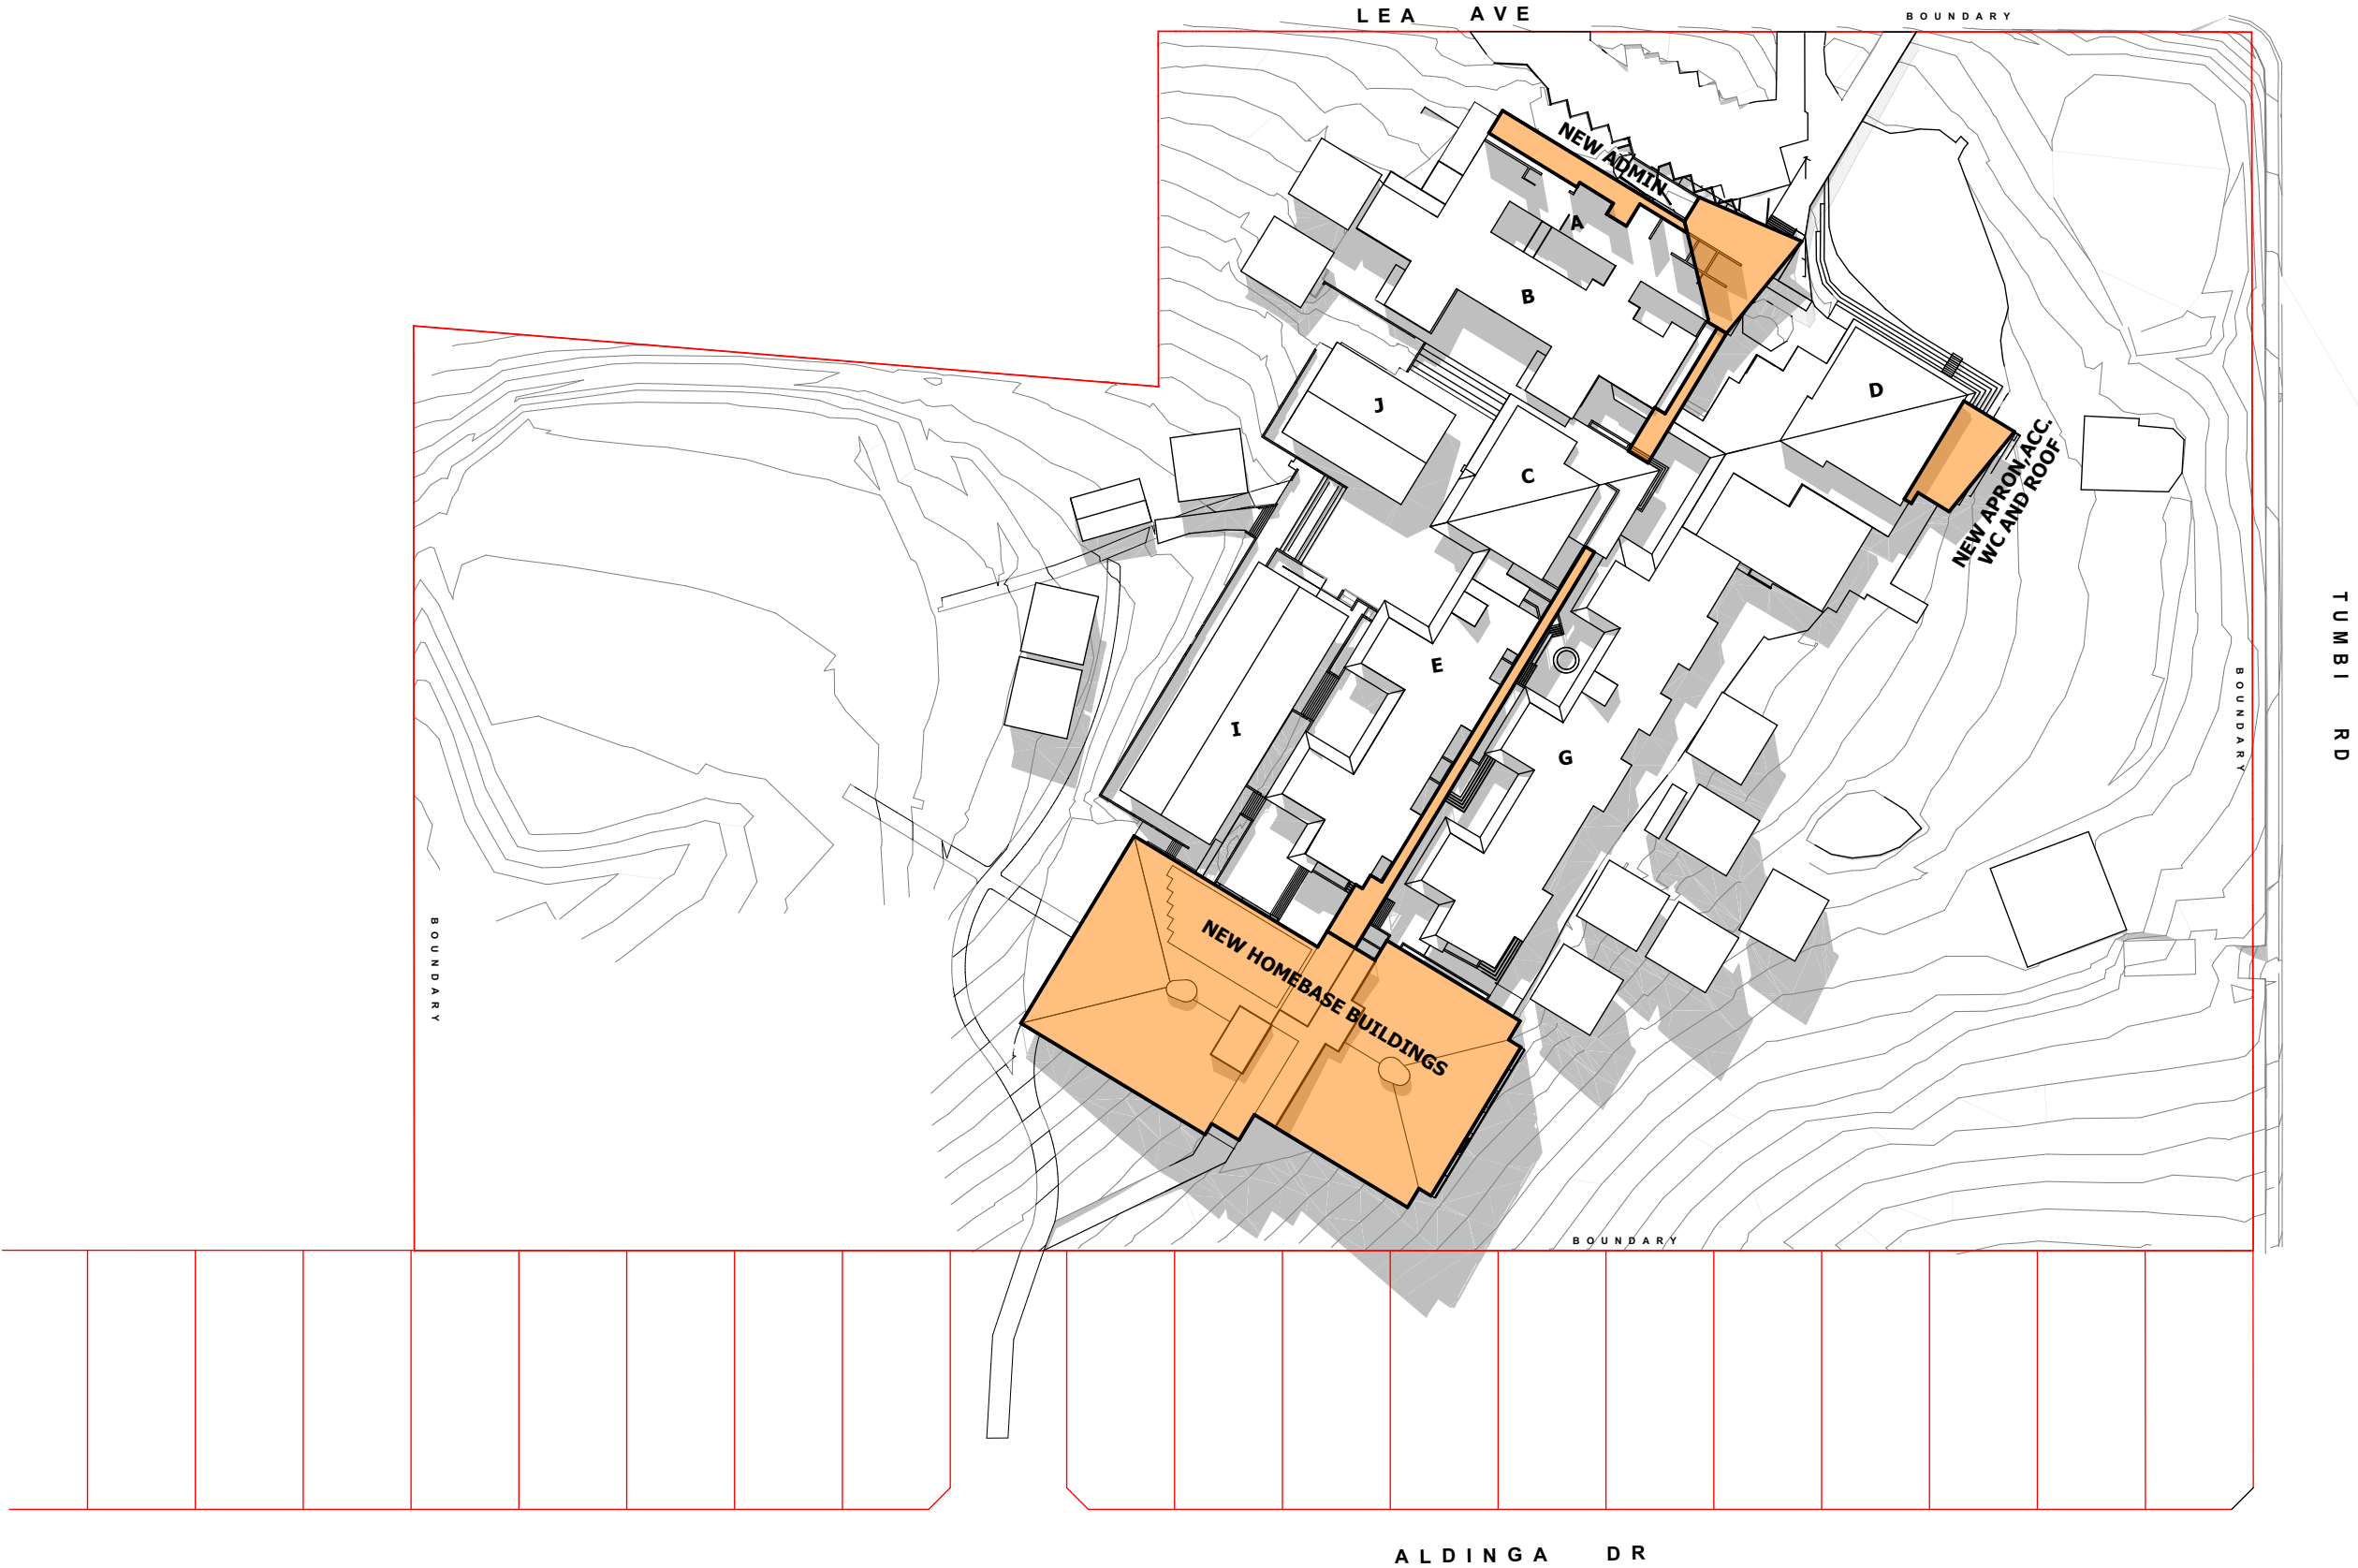 LEA AVE
BOUNDARY
NEW ADMIN
A
B
D
J
C
NEW APRON, ACC.
WC AND ROOF
TUMBI RD
E
BOUNDARY
I
G
BOUNDARY
NEW HOMEBASE BUILDINGS
BOUNDARY
ALDINGA DR